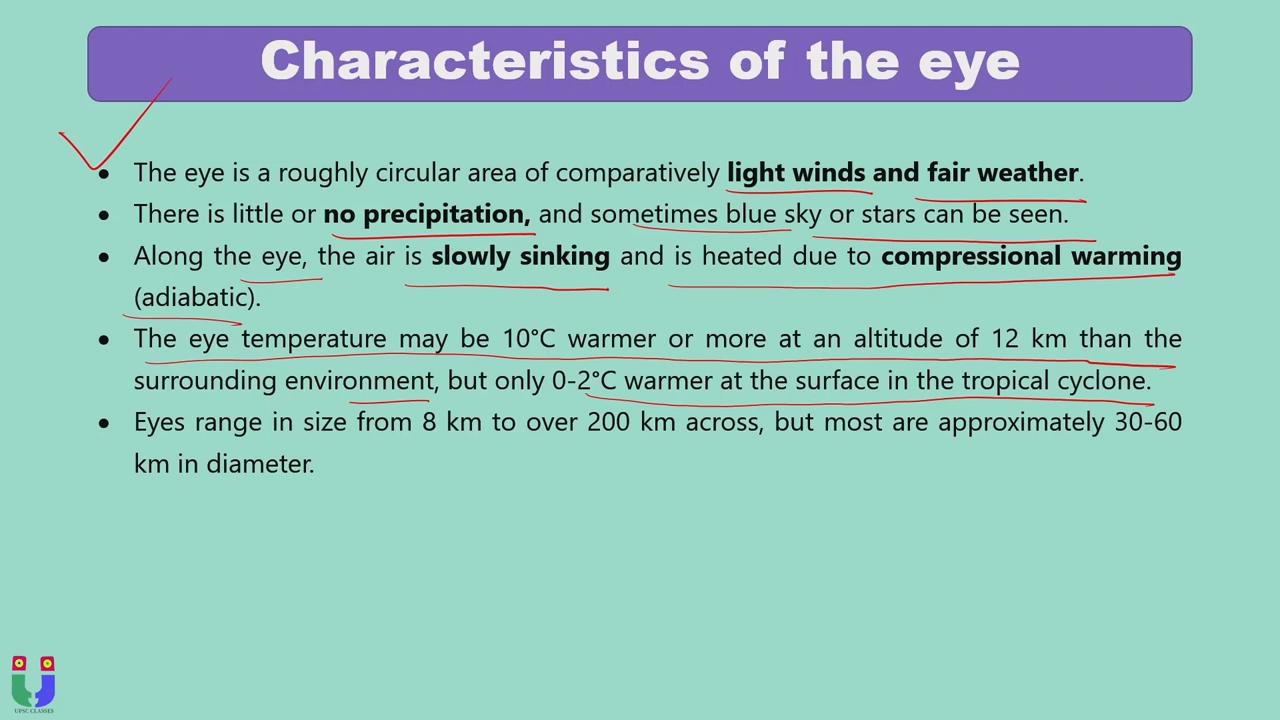 Characteristics of the eye
• The eye is a roughly circular area of comparatively light winds and fair weather.
• There is little or no precipitation, and sometimes blue sky or stars can be seen.
• Along the eye, the air is slowly sinking and is heated due to compressional warming
(adiabatic).
• The eye temperature may be 10°C warmer or more at an altitude of 12 km than the
surrounding environment, but only 0-2°C warmer at the surface in the tropical cyclone.
• Eyes range in size from 8 km to over 200 km across, but most are approximately 30-60
km in diameter.
UPSC CLASSES